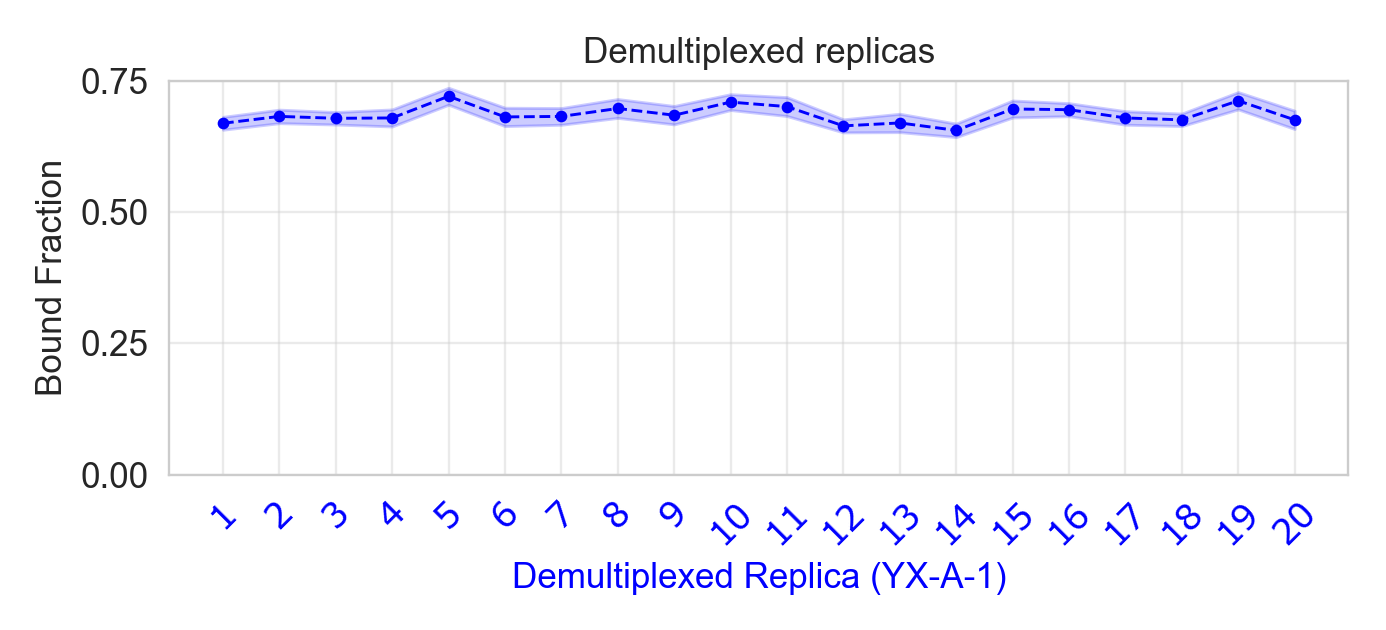 Demultiplexed replicas
0.75
0.50
0.25
0.00
Bound Fraction
1 2 3 4 5 6 7 8 9 10 11 12 13 14 15 16 17 18 19 20
Demultiplexed Replica (YX-A-1)